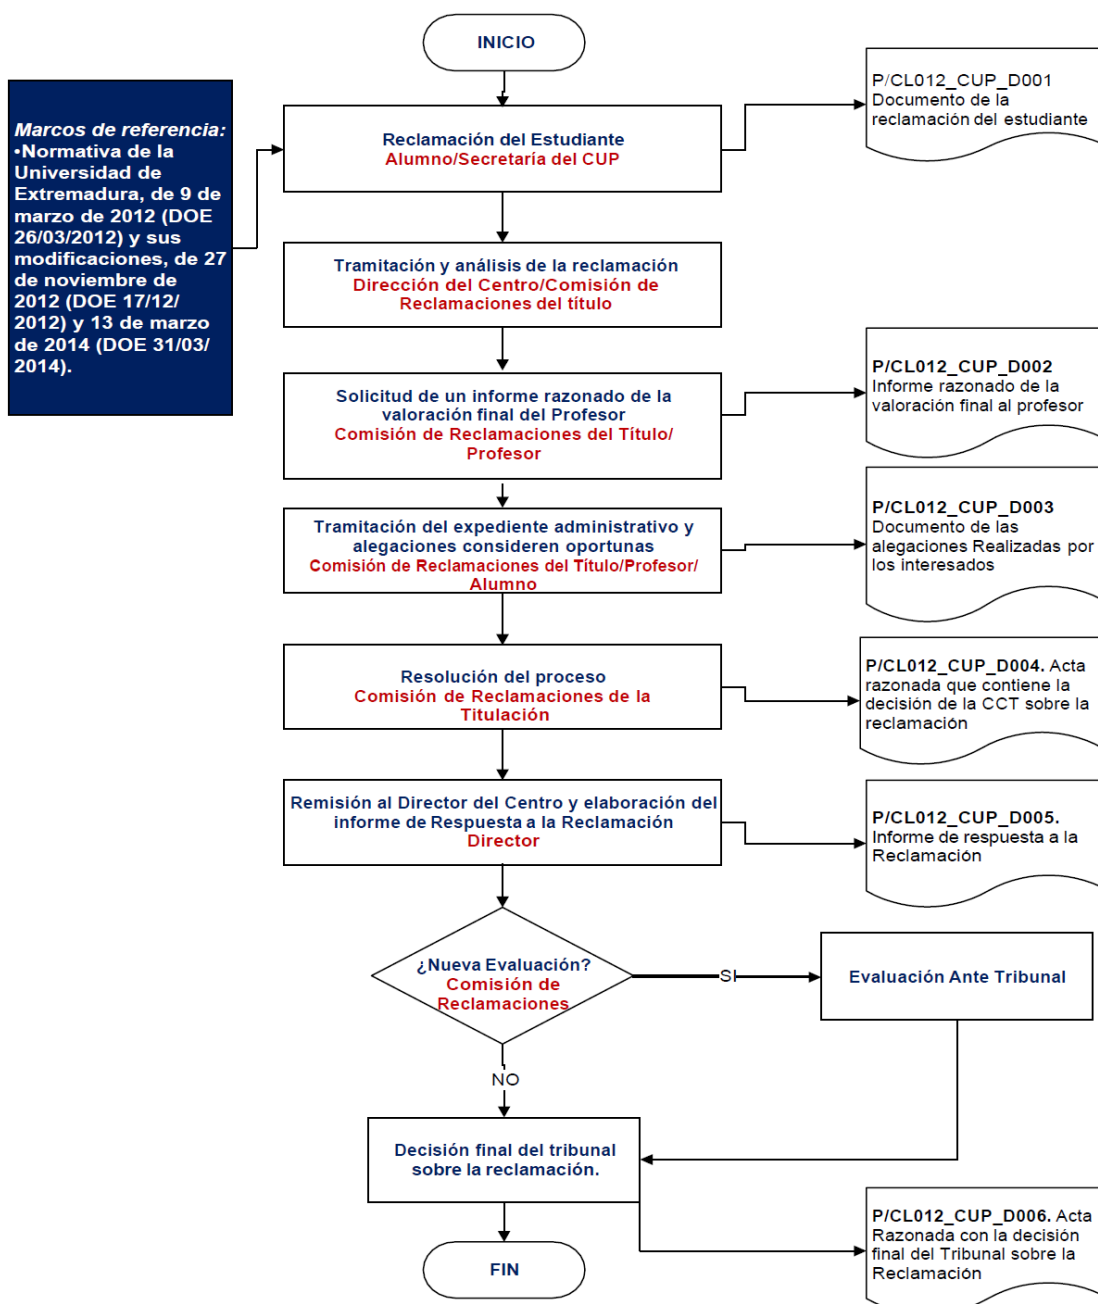 INICIO
P/CL012_CUP_D001
Documento de la
reclamación del estudiante
Marcos de referencia:
•Normativa de la
Universidad de
Extremadura, de 9 de
marzo de 2012 (DOE
26/03/2012) y sus
modificaciones, de 27
de noviembre de
2012 (DOE 17/12/
2012) y 13 de marzo
de 2014 (DOE 31/03/
2014).
Reclamación del Estudiante
Alumno/Secretaría del CUP
Tramitación y análisis de la reclamación
Dirección del Centro/Comisión de
Reclamaciones del título
Solicitud de un informe razonado de la
valoración final del Profesor
Comisión de Reclamaciones del Título/
Profesor
P/CL012_CUP_D002
Informe razonado de la
valoración final al profesor
Tramitación del expediente administrativo y
alegaciones consideren oportunas
Comisión de Reclamaciones del Título/Profesor/
Alumno
P/CL012_CUP_D003
Documento de las
alegaciones Realizadas por
los interesados
Resolución del proceso
Comisión de Reclamaciones de la
Titulación
P/CL012_CUP_D004. Acta
razonada que contiene la
decisión de la CCT sobre la
reclamación
Remisión al Director del Centro y elaboración del
informe de Respuesta a la Reclamación
Director
P/CL012_CUP_D005.
Informe de respuesta a la
Reclamación
¿Nueva Evaluación?
Comisión de
Reclamaciones
SI
Evaluación Ante Tribunal
NO
Decisión final del tribunal
sobre la reclamación.
P/CL012_CUP_D006. Acta
Razonada con la decisión
final del Tribunal sobre la
Reclamación
FIN